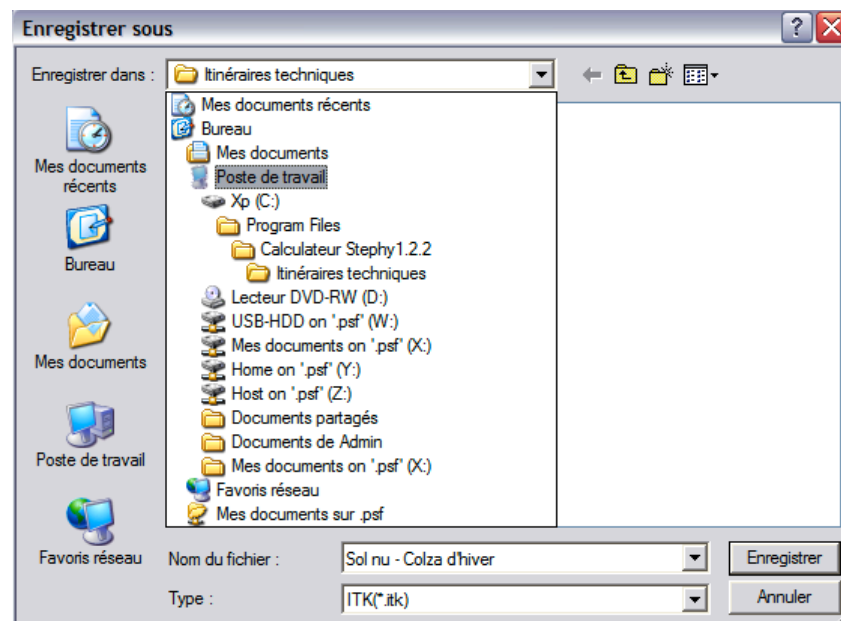 Enregistrer sous
Enregistrer dans : Itinéraires techniques
Mes documents récents
Bureau
Mes documents
Poste de travail
Xp (C:)
Program Files
Calculateur Stephy1.2.2
Itinéraires techniques
Lecteur DVD-RW (D:)
USB-HDD on '.psf' (W:)
Mes documents on '.psf' (X:)
Home on '.psf' (Y:)
Host on '.psf' (Z:)
Documents partagés
Documents de Admin
Mes documents on '.psf' (X:)
Favoris réseau
Mes documents sur .psf
Mes documents
récents
Bureau
Mes documents
Poste de travail
Favoris réseau
Nom du fichier : Sol nu - Colza d'hiver Enregistrer
Type : ITK(*.itk) Annuler